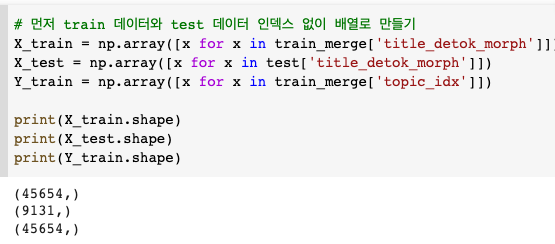 # 먼저 train 데이터와 test 데이터 인덱스 없이 배열로 만들기
X_train = np.array([x for x in train_merge['title_detok_morph']])
X_test = np.array([x for x in test['title_detok_morph']])
Y_train = np.array([x for x in train_merge['topic_idx']])
print(X_train.shape)
print(X_test.shape)
print(Y_train.shape)
(45654,)
(9131,)
(45654,)